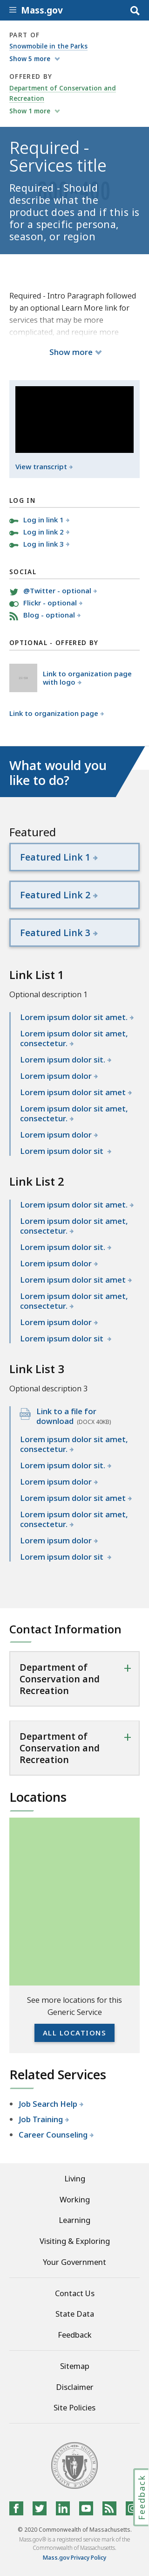 Mass.gov
PART OF
Snowmobile in the Parks
Show 5 more
OFFERED BY
Department of Conservation and
Recreation
Show 1 more
Required -
Services title
Required - Should
describe what the
product does and if this is
for a specific persona,
season, or region
Required - Intro Paragraph followed
by an optional Learn more link for
services that may be more
complicated, and require more
Show more
View transcript
LOG IN
Log in link 1
Log in link 2
Log in link 3
SOCIAL
@Twitter - optional
Flickr - optional
Blog - optional
OPTIONAL - OFFERED BY
Link to organization page
with logo
Link to organization page
What would you
like to do?
Featured
Featured Link 1
Featured Link 2
Featured Link 3
Link List 1
Optional description 1
Lorem ipsum dolor sit amet.
Lorem ipsum dolor sit amet,
consectetur.
Lorem ipsum dolor sit.
Lorem ipsum dolor
Lorem ipsum dolor sit amet
Lorem ipsum dolor sit amet,
consectetur.
Lorem ipsum dolor
Lorem ipsum dolor sit
Link List 2
Lorem ipsum dolor sit amet.
Lorem ipsum dolor sit amet,
consectetur.
Lorem ipsum dolor sit.
Lorem ipsum dolor
Lorem ipsum dolor sit amet
Lorem ipsum dolor sit amet,
consectetur.
Lorem ipsum dolor
Lorem ipsum dolor sit
Link List 3
Optional description 3
Link to a file for
download (DOCX 40KB)
Lorem ipsum dolor sit amet,
consectetur.
Lorem ipsum dolor sit.
Lorem ipsum dolor
Lorem ipsum dolor sit amet
Lorem ipsum dolor sit amet,
consectetur.
Lorem ipsum dolor
Lorem ipsum dolor sit
Contact Information
Department of
Conservation and
Recreation
Department of
Conservation and
Recreation
Locations
See more locations for this
Generic Service
ALL LOCATIONS
Related Services
Job Search Help
Job Training
Career Counseling
Living
Working
Learning
Visiting & Exploring
Your Government
Contact Us
State Data
Feedback
Sitemap
Disclaimer
Site Policies
Feedback
© 2020 Commonwealth of Massachusetts.
Mass.gov® is a registered service mark of the
Commonwealth of Massachusetts.
Mass.gov Privacy Policy